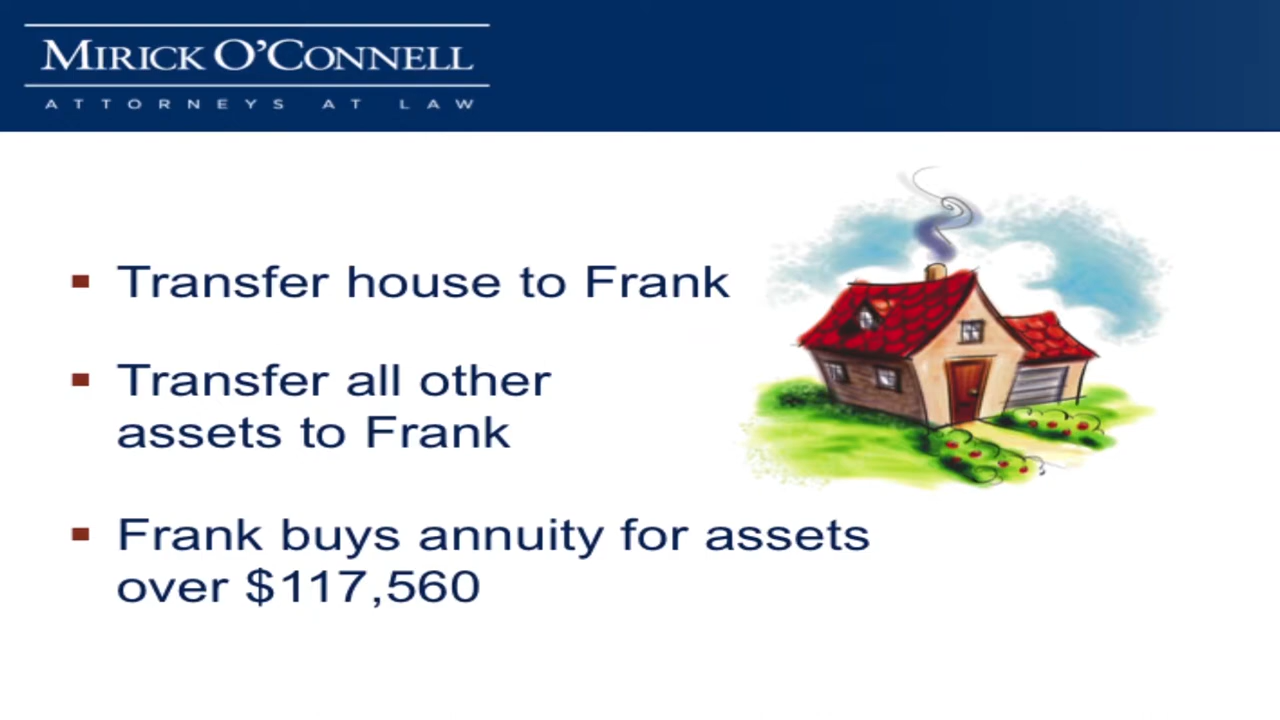 MIRICK O'CONNELL
ATTORNEYS AT LAW
▪ Transfer house to Frank
▪ Transfer all other
assets to Frank
▪ Frank buys annuity for assets
over $117,560